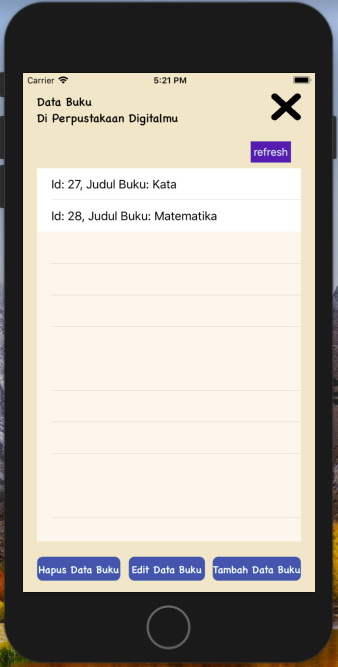 Carrier 5:21 PM
Data Buku
Di Perpustakaan Digitalmu
refresh
Id: 27, Judul Buku: Kata
Id: 28, Judul Buku: Matematika
Hapus Data Buku Edit Data Buku Tambah Data Buku